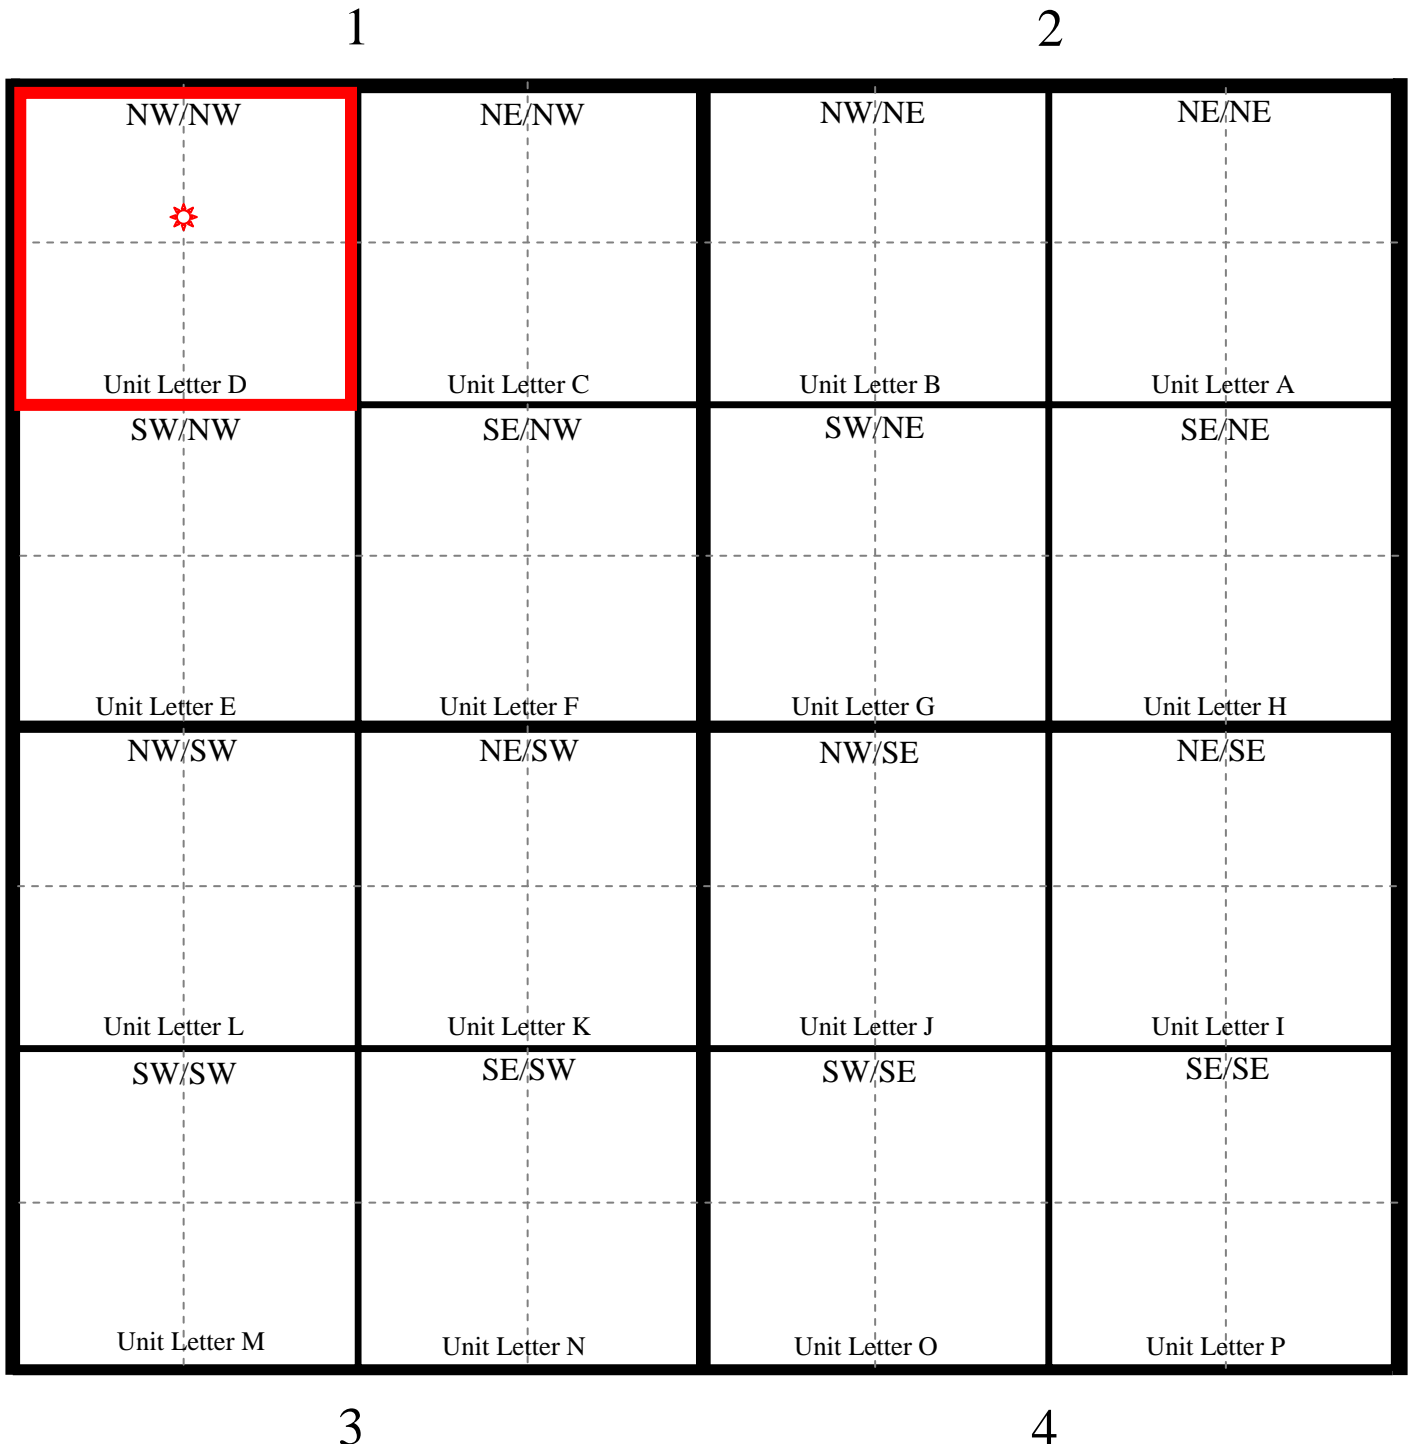 1 2
NW/NW NE/NW NW/NE NE/NE
Unit Letter D Unit Letter C Unit Letter B Unit Letter A
SW/NW SE/NW SW/NE SE/NE
Unit Letter E Unit Letter F Unit Letter G Unit Letter H
NW/SW NE/SW NW/SE NE/SE
Unit Letter L Unit Letter K Unit Letter J Unit Letter I
SW/SW SE/SW SW/SE SE/SE
Unit Letter M Unit Letter N Unit Letter O Unit Letter P
3 4